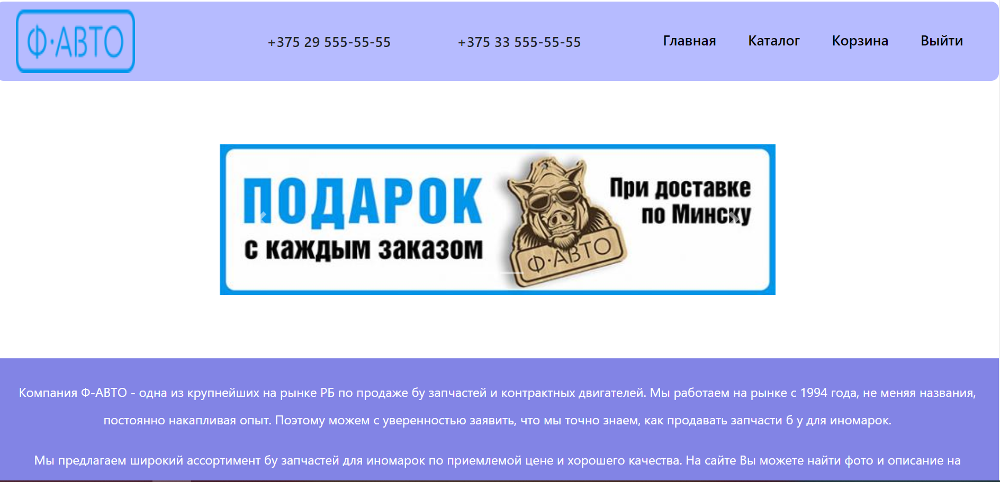 Ф·АВТО
+375 29 555-55-55
+375 33 555-55-55
Главная
Каталог
Корзина
Выйти
ПОДАРОК
с каждым заказом
Ф·АВТО
При доставке
по Минску
Компания Ф-АВТО - одна из крупнейших на рынке РБ по продаже бу запчастей и контрактных двигателей. Мы работаем на рынке с 1994 года, не меняя названия,
постоянно накапливая опыт. Поэтому можем с уверенностью заявить, что мы точно знаем, как продавать запчасти б у для иномарок.
Мы предлагаем широкий ассортимент бу запчастей для иномарок по приемлемой цене и хорошего качества. На сайте Вы можете найти фото и описание на